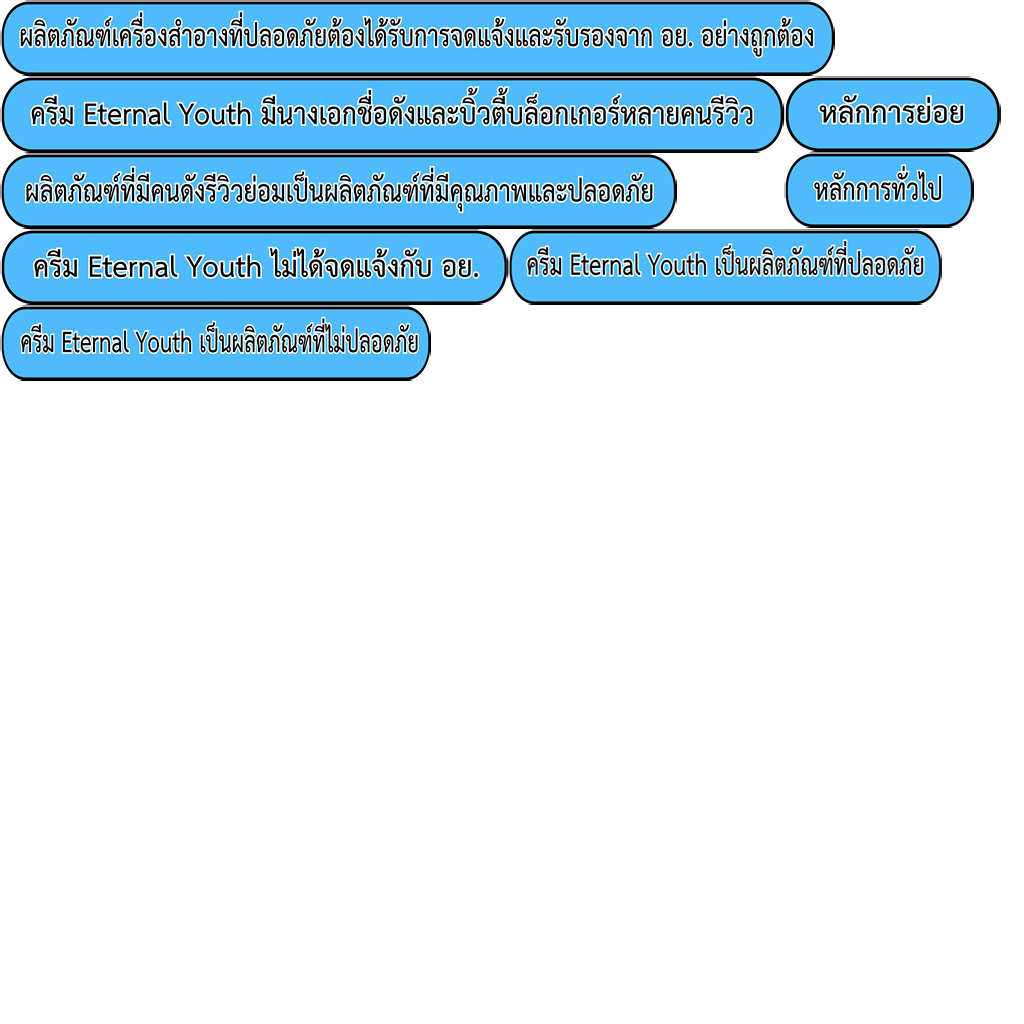 ผลิตภัณฑ์เครื่องสำอางที่ปลอดภัยต้องได้รับการจดแจ้งและรับรองจาก อย. อย่างถูกต้อง
ครีม Eternal Youth มีนางเอกชื่อดังและบิ้วตี้บล็อกเกอร์หลายคนรีวิว
หลักการย่อย
ผลิตภัณฑ์ที่มีคนดังรีวิวย่อมเป็นผลิตภัณฑ์ที่มีคุณภาพและปลอดภัย
หลักการทั่วไป
ครีม Eternal Youth ไม่ได้จดแจ้งกับ อย.
ครีม Eternal Youth เป็นผลิตภัณฑ์ที่ปลอดภัย
ครีม Eternal Youth เป็นผลิตภัณฑ์ที่ไม่ปลอดภัย